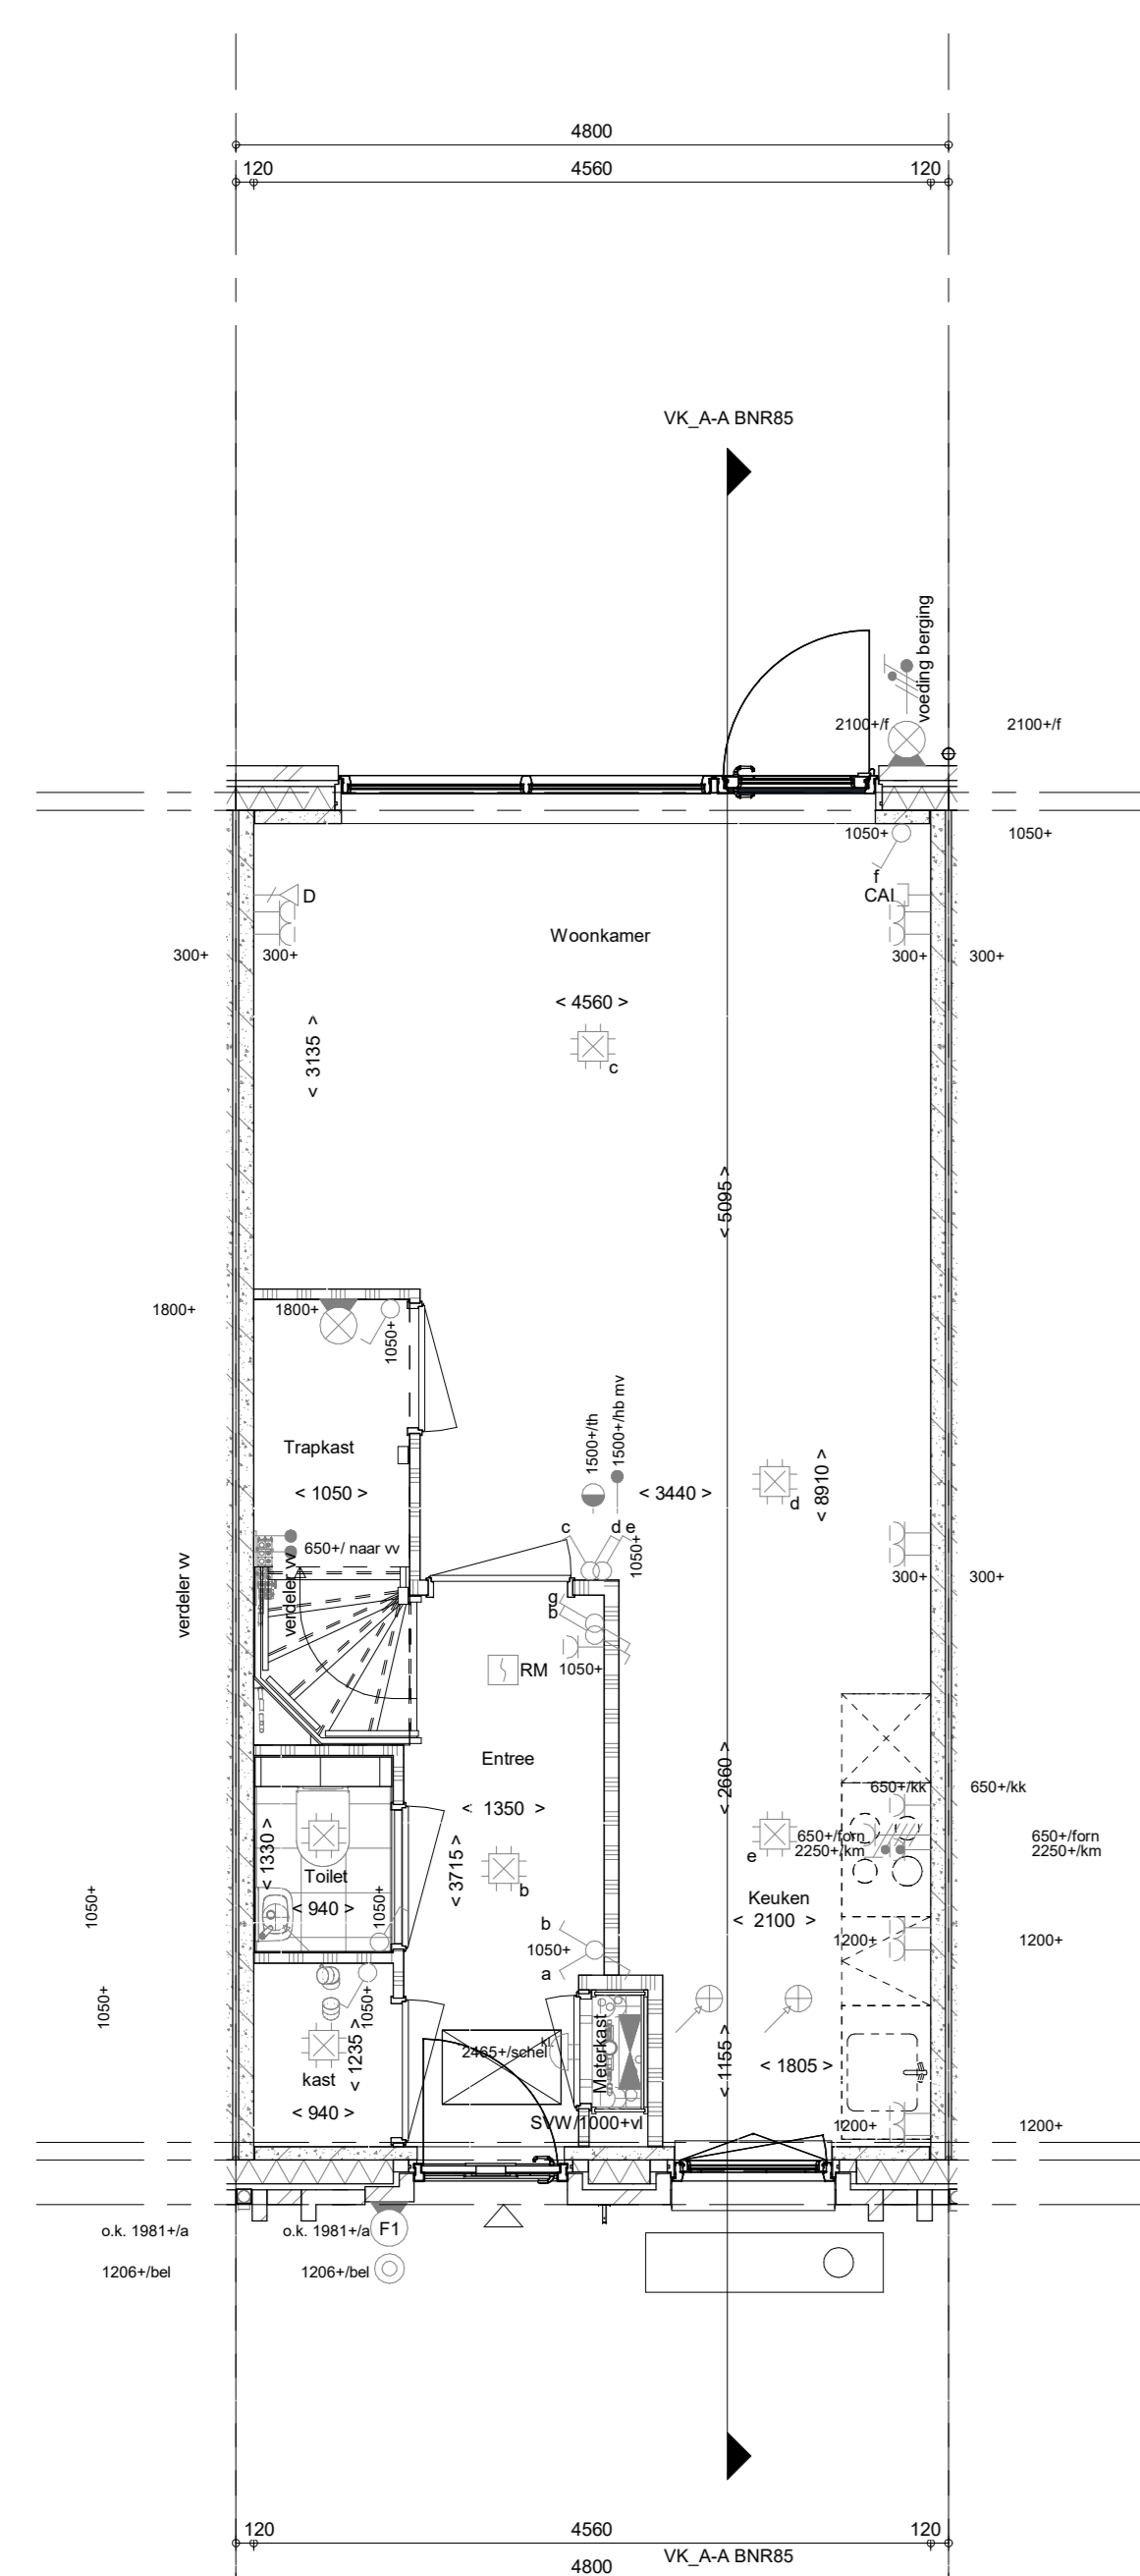 4800
120 4560 120
VK_A-A BNR85
voeding berging
2100+/f 2100+/f
1050+ 1050+
f
CAI
D
300+ 300+ 300+ 300+
Woonkamer
< 4560 >
c
< 3135 >
< 5095 >
1800+ 1800+
1050+
Trapkast
< 1050 >
1500+/th
1500+/hb mv
< 3440 >
d
< 8910 >
c d e
1050+
650+/ naar vv
verdeler vv
verdeler vv
300+ 300+
g
b
1050+
RM
Entree
< 1350 >
< 3715 >
b
< 2660 >
650+/kk 650+/kk
650+/forn 650+/forn
2250+/km 2250+/km
e
Keuken
< 2100 >
< 1330 >
Toilet
< 940 >
1050+
1050+
b
1050+
a
1200+ 1200+
1050+
1050+
< 1235 >
kast
< 940 >
2465+/schel
Meterkast
SVW/1000+vl
< 1155 >
< 1805 >
1200+ 1200+
o.k. 1981+/a o.k. 1981+/a F1
1206+/bel 1206+/bel
120 4560 120
VK_A-A BNR85
4800